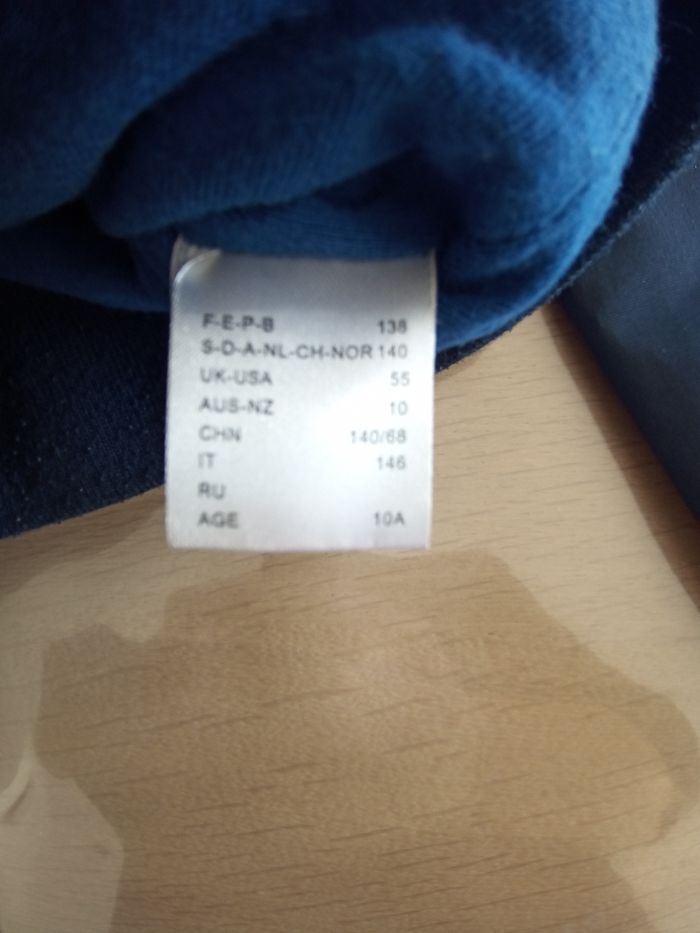 F-E-P-B 138
S-D-A-NL-CH-NOR 140
UK-USA 55
AUS-NZ 10
CHN 140/68
IT 146
RU
AGE 10A